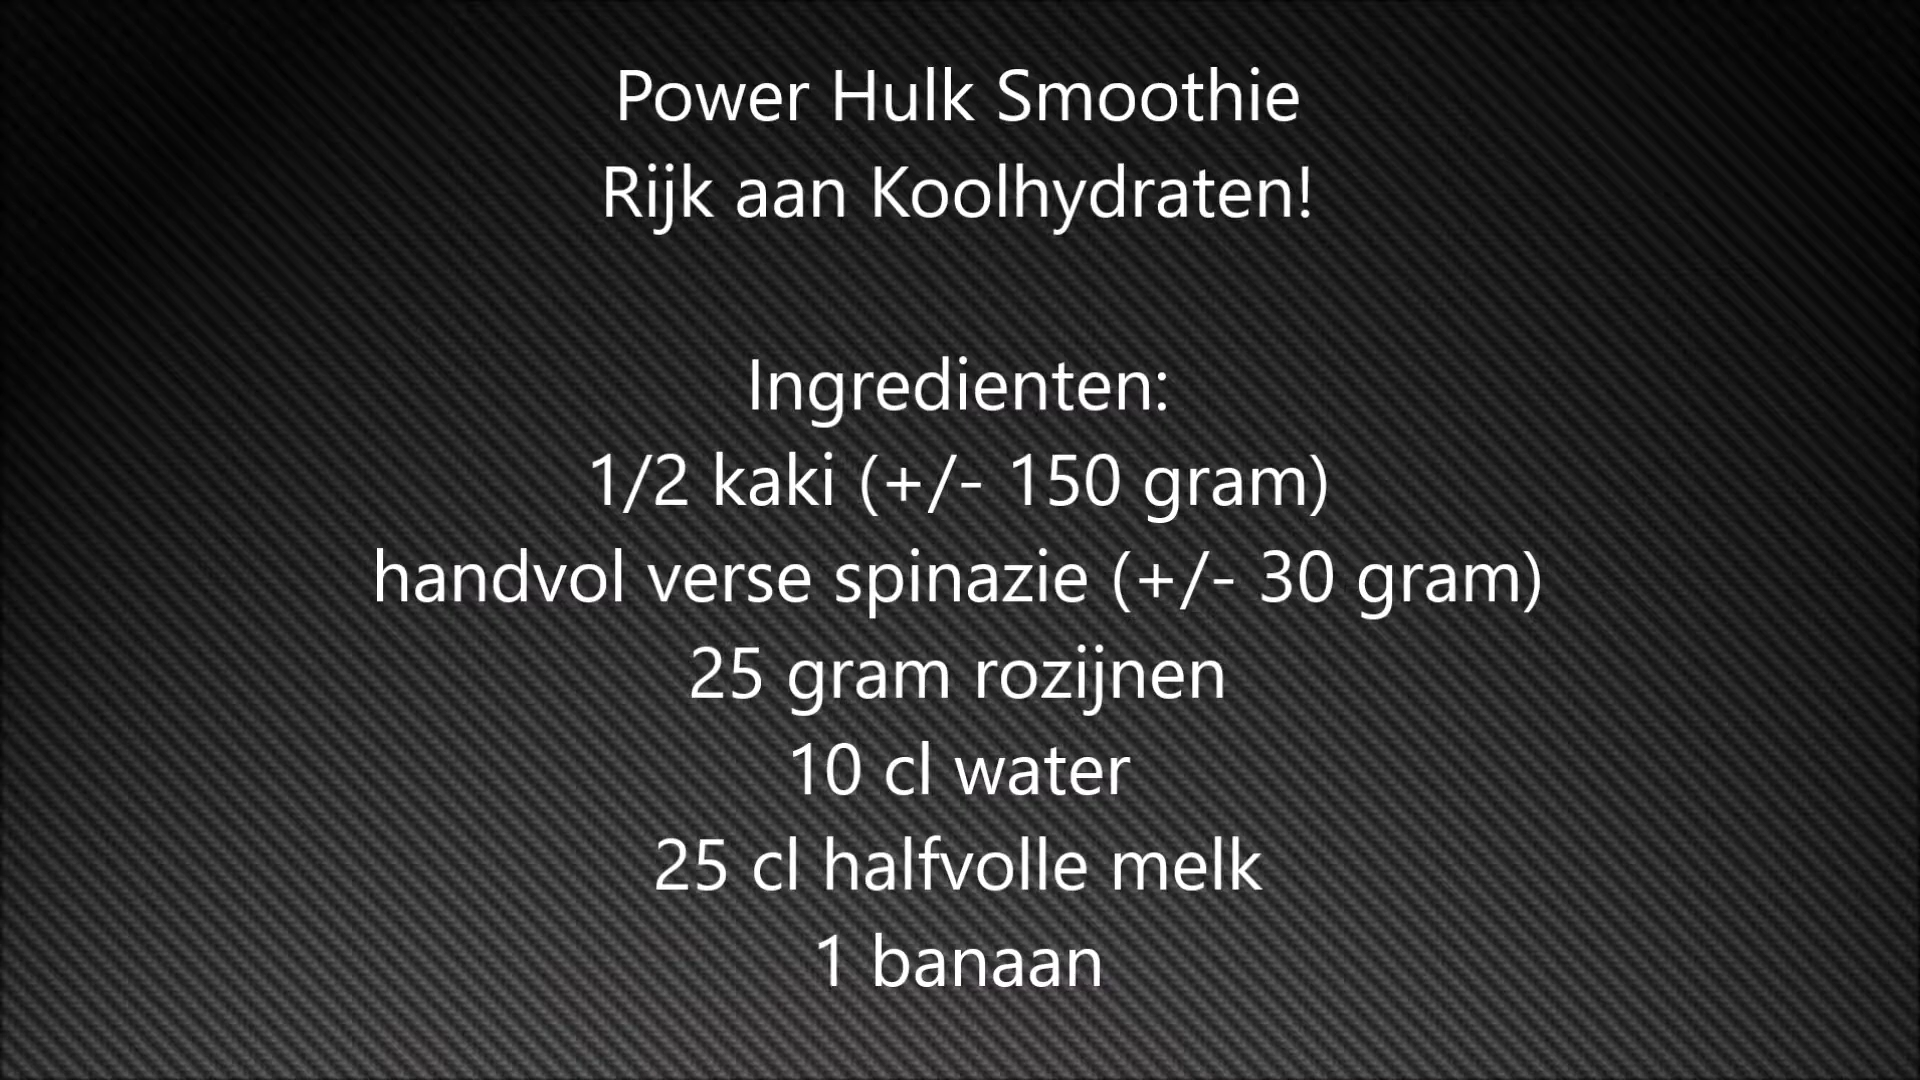 Power Hulk Smoothie
Rijk aan Koolhydraten!
Ingredienten:
1/2 kaki (+/- 150 gram)
handvol verse spinazie (+/- 30 gram)
25 gram rozijnen
10 cl water
25 cl halfvolle melk
1 banaan